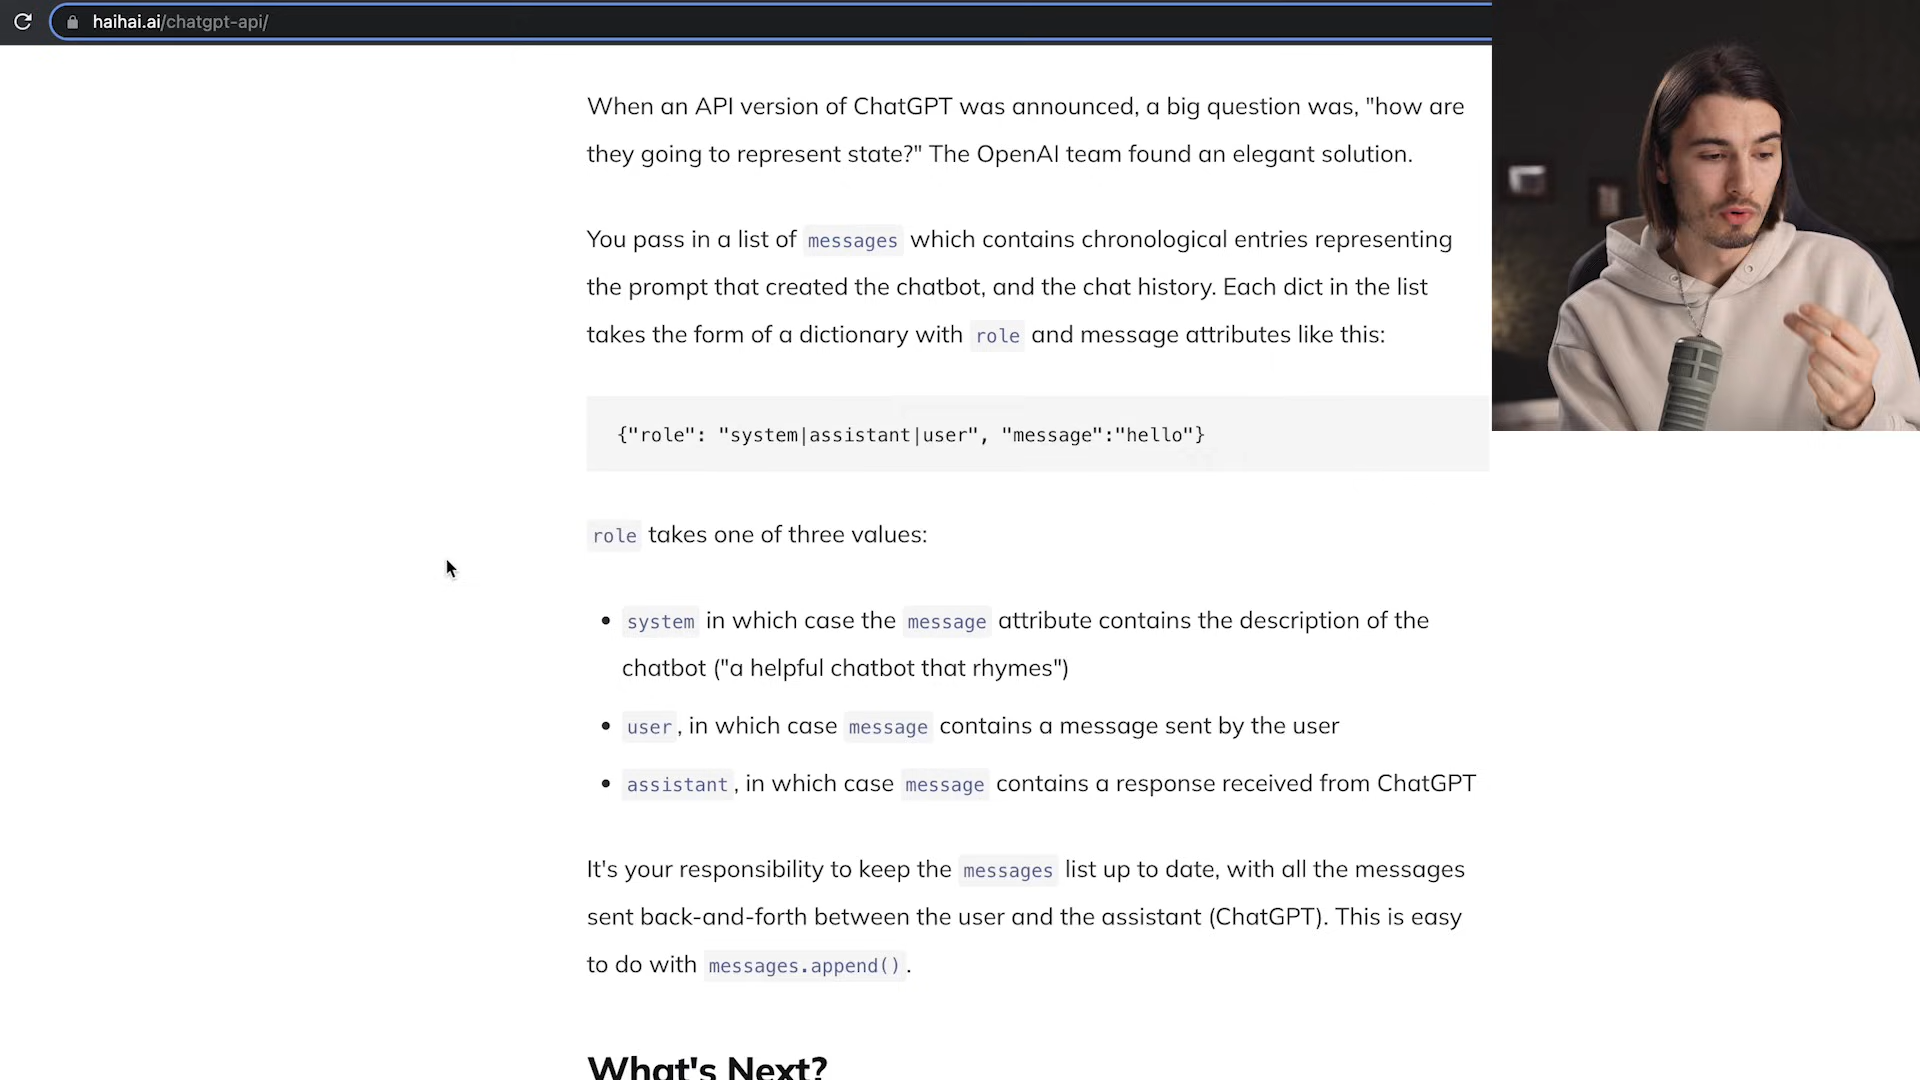 haihai.ai/chatgpt-api/
When an API version of ChatGPT was announced, a big question was, "how are
they going to represent state?" The OpenAI team found an elegant solution.
You pass in a list of messages which contains chronological entries representing
the prompt that created the chatbot, and the chat history. Each dict in the list
takes the form of a dictionary with role and message attributes like this:
{"role": "system|assistant|user", "message":"hello"}
role takes one of three values:
• system in which case the message attribute contains the description of the
chatbot ("a helpful chatbot that rhymes")
• user, in which case message contains a message sent by the user
• assistant, in which case message contains a response received from ChatGPT
It's your responsibility to keep the messages list up to date, with all the messages
sent back-and-forth between the user and the assistant (ChatGPT). This is easy
to do with messages.append().
What's Next?